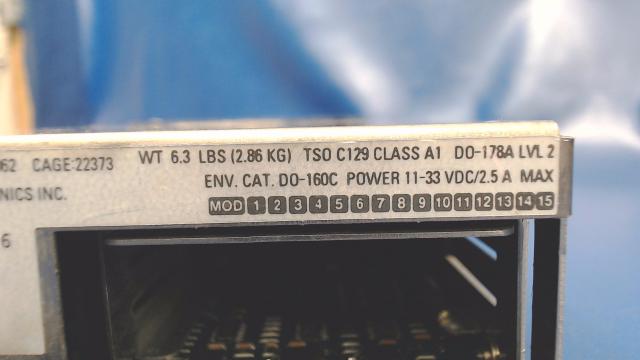 062 CAGE-22373 WT 6.3 LBS (2.86 KG) TSO C129 CLASS A1 DO-178A LVL 2
NICS INC. ENV. CAT. DO-160C POWER 11-33 VDC/2.5 A MAX
MOD 1 2 3 4 5 6 7 8 9 10 11 12 13 14 15
6